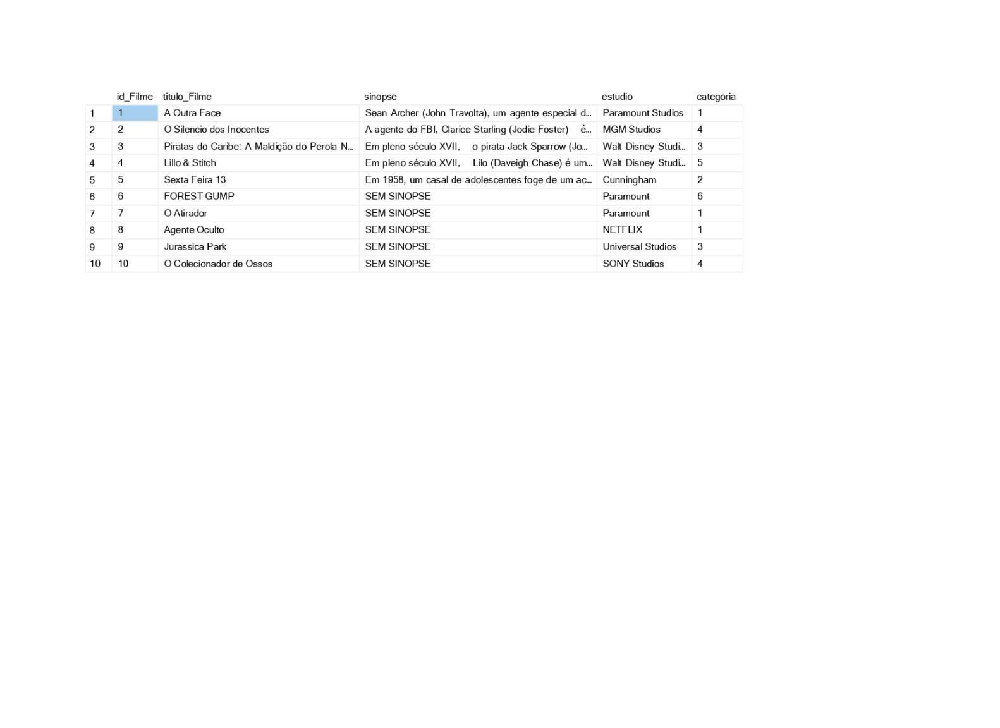 id_Filme titulo_Filme sinopse estudio categoria
1 1 A Outra Face Sean Archer (John Travolta), um agente especial d... Paramount Studios 1
2 2 O Silencio dos Inocentes A agente do FBI, Clarice Starling (Jodie Foster) é... MGM Studios 4
3 3 Piratas do Caribe: A Maldição do Perola N... Em pleno século XVII, o pirata Jack Sparrow (Jo... Walt Disney Studi... 3
4 4 Lillo & Stitch Em pleno século XVII, Lilo (Daveigh Chase) é um... Walt Disney Studi... 5
5 5 Sexta Feira 13 Em 1958, um casal de adolescentes foge de um ac... Cunningham 2
6 6 FOREST GUMP SEM SINOPSE Paramount 6
7 7 O Atirador SEM SINOPSE Paramount 1
8 8 Agente Oculto SEM SINOPSE NETFLIX 1
9 9 Jurassica Park SEM SINOPSE Universal Studios 3
10 10 O Colecionador de Ossos SEM SINOPSE SONY Studios 4